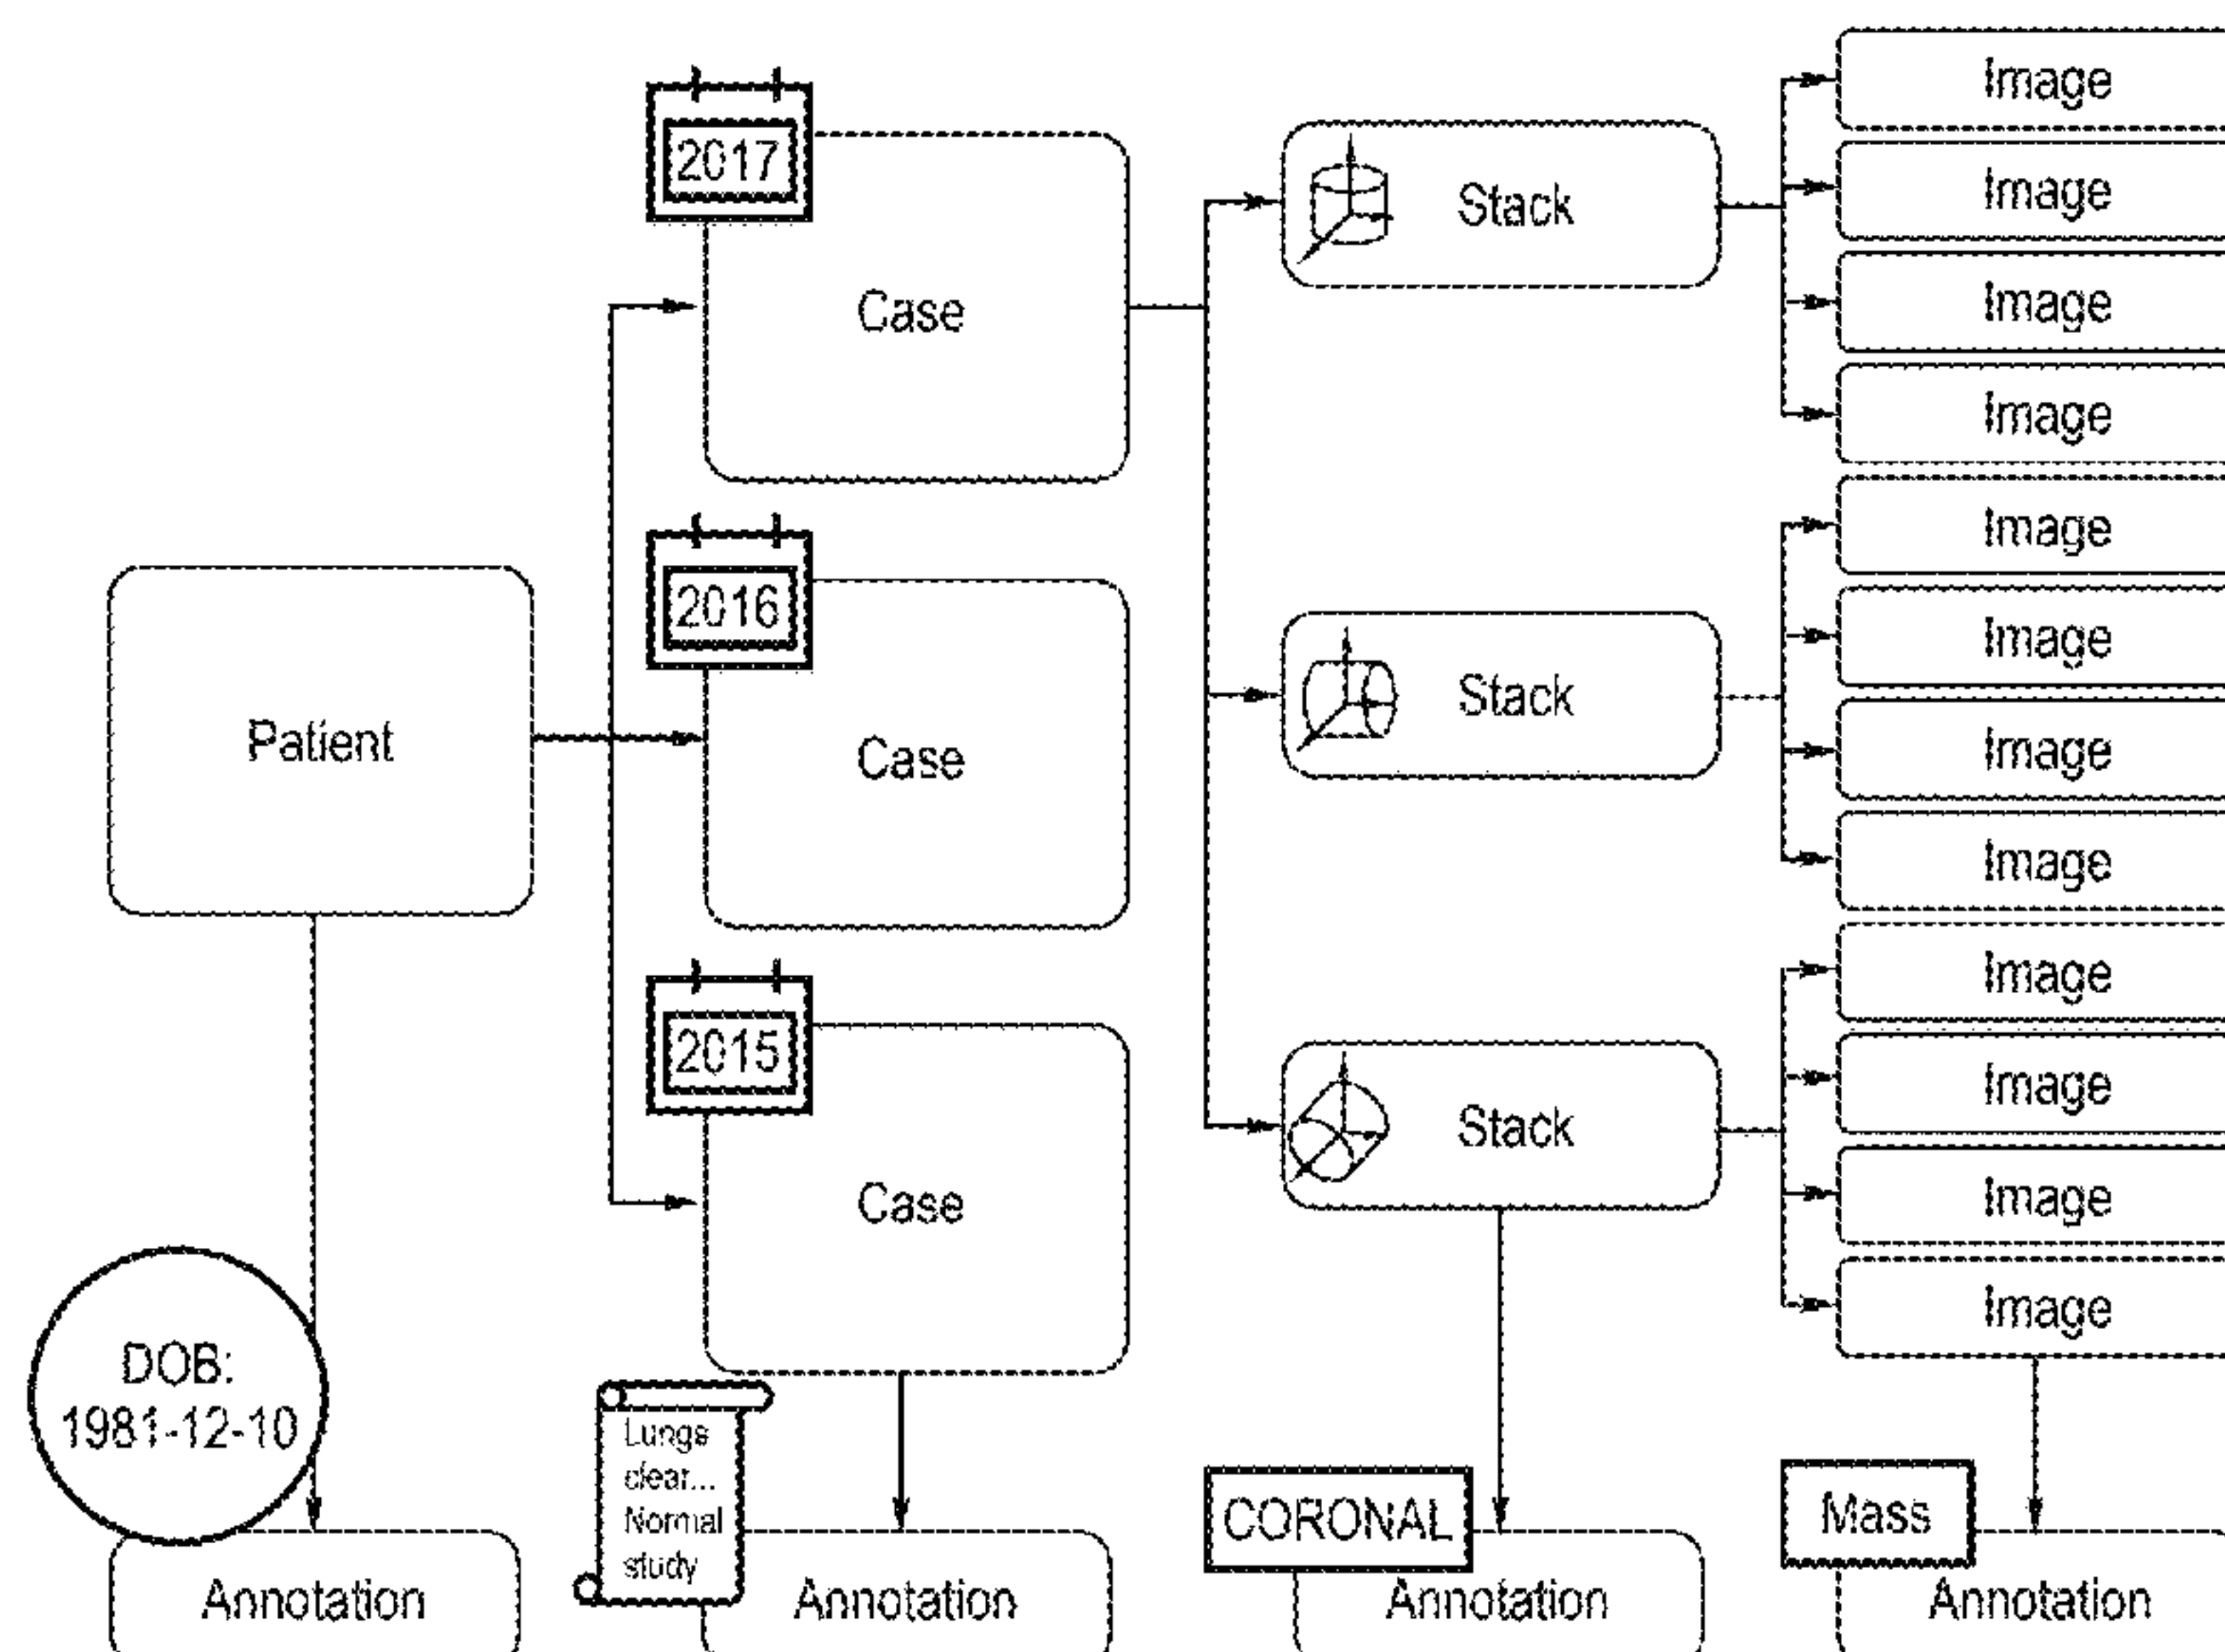 2017
Case
2016
Case
2015
Case
Patient
Stack
Stack
Stack
Image
Image
Image
Image
Image
Image
Image
Image
Image
Image
Image
Image
DOB:
1981-12-10
Annotation
Lungs
clear...
Normal
study
Annotation
CORONAL
Annotation
Mass
Annotation